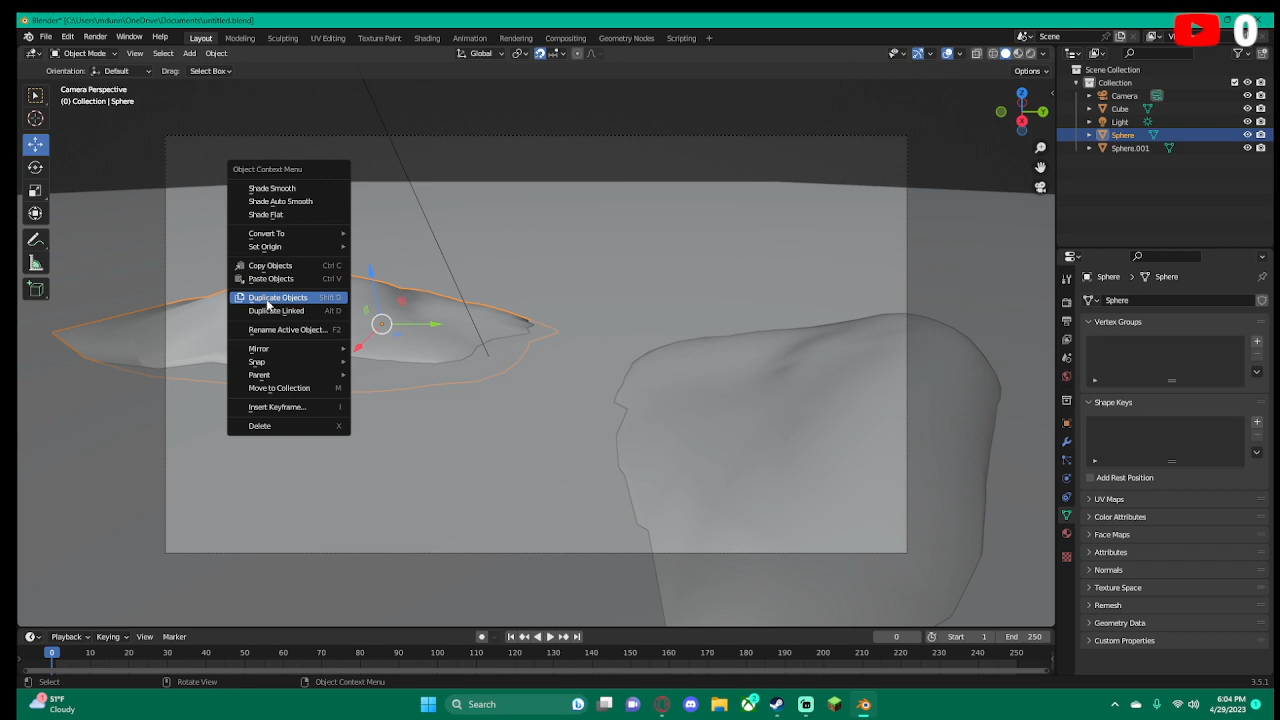 Blender* [C:\Users\mdunn\OneDrive\Documents\untitled.blend]
File Edit Render Window Help Layout Modeling Sculpting UV Editing Texture Paint Shading Animation Rendering Compositing Geometry Nodes Scripting + Scene
0
Object Mode View Select Add Object Global
Orientation: Default Drag: Select Box Options
Camera Perspective
(0) Collection | Sphere
Z
Y
X
Object Context Menu
Shade Smooth
Shade Auto Smooth
Shade Flat
Convert To
Set Origin
Copy Objects Ctrl C
Paste Objects Ctrl V
Duplicate Objects Shift D
Duplicate Linked Alt D
Rename Active Object... F2
Mirror
Snap
Parent
Move to Collection M
Insert Keyframe... I
Delete X
Scene Collection
Collection
Camera
Cube
Light
Sphere
Sphere.001
Sphere Sphere
Sphere
Vertex Groups
Shape Keys
Add Rest Position
UV Maps
Color Attributes
Face Maps
Attributes
Normals
Texture Space
Remesh
Geometry Data
Custom Properties
Playback Keying View Marker 0 Start 1 End 250
0 10 20 30 40 50 60 70 80 90 100 110 120 130 140 150 160 170 180 190 200 210 220 230 240 250
Select Rotate View Object Context Menu 3.5.1
51°F
Cloudy
Search
6:04 PM
4/29/2023